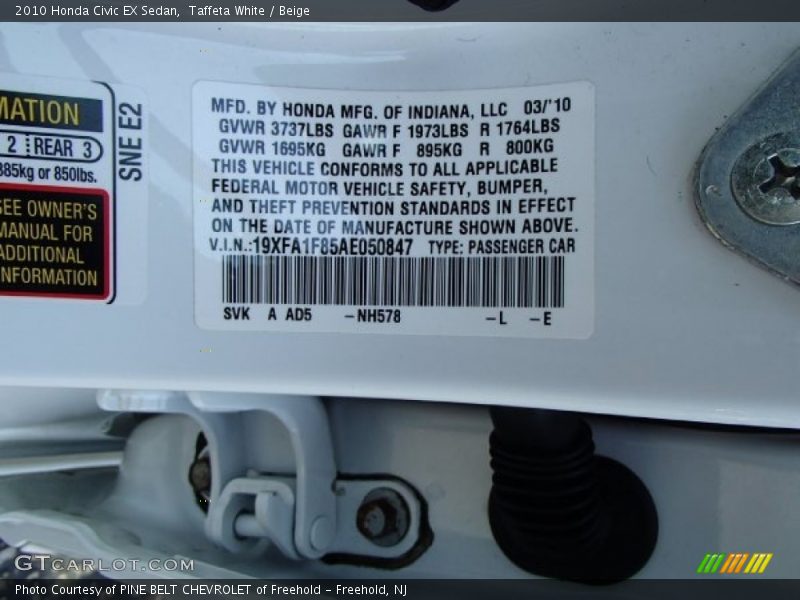 2010 Honda Civic EX Sedan, Taffeta White / Beige
MATION
2 REAR 3
385kg or 850lbs.
SEE OWNER'S
MANUAL FOR
ADDITIONAL
INFORMATION
SNE E2
MFD. BY HONDA MFG. OF INDIANA, LLC 03/'10
GVWR 3737LBS GAWR F 1973LBS R 1764LBS
GVWR 1695KG GAWR F 895KG R 800KG
THIS VEHICLE CONFORMS TO ALL APPLICABLE
FEDERAL MOTOR VEHICLE SAFETY, BUMPER,
AND THEFT PREVENTION STANDARDS IN EFFECT
ON THE DATE OF MANUFACTURE SHOWN ABOVE.
V.I.N.:19XFA1F85AE050847 TYPE: PASSENGER CAR
SVK A AD5 -NH578 -L -E
GTCARLOT.COM
Photo Courtesy of PINE BELT CHEVROLET of Freehold - Freehold, NJ